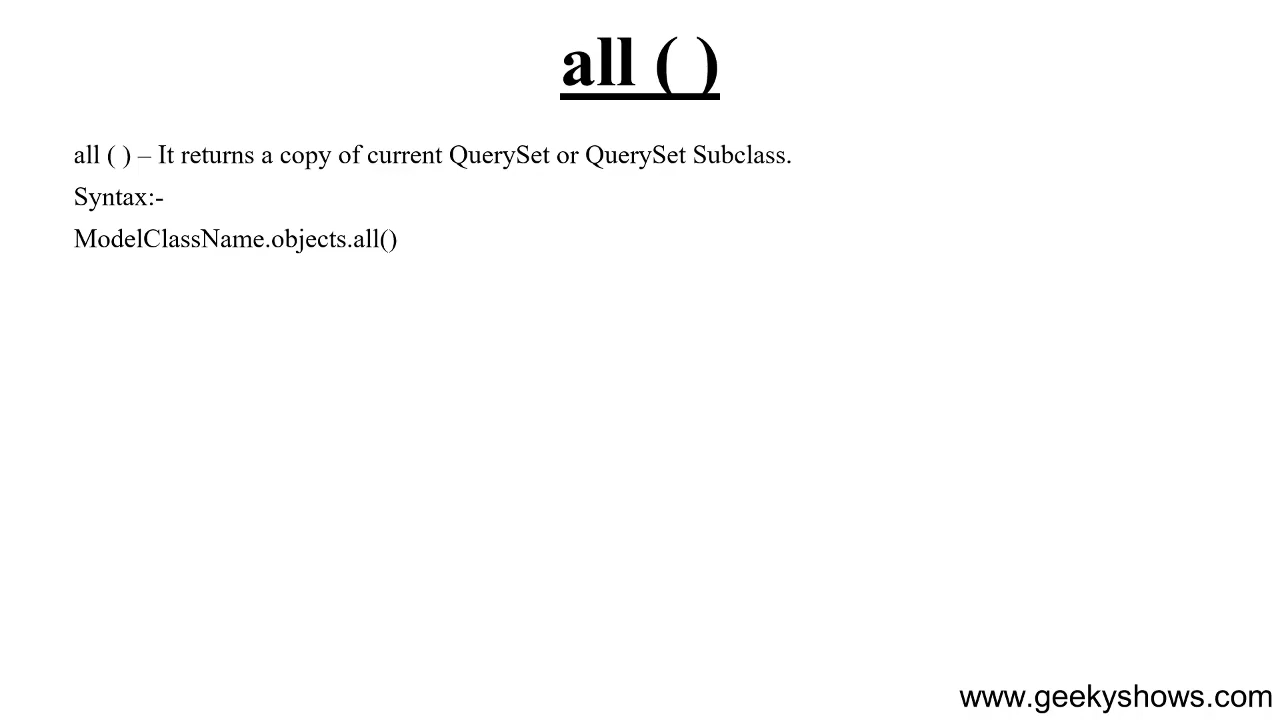 all ( )
all ( ) – It returns a copy of current QuerySet or QuerySet Subclass.
Syntax:-
ModelClassName.objects.all()
www.geekyshows.com